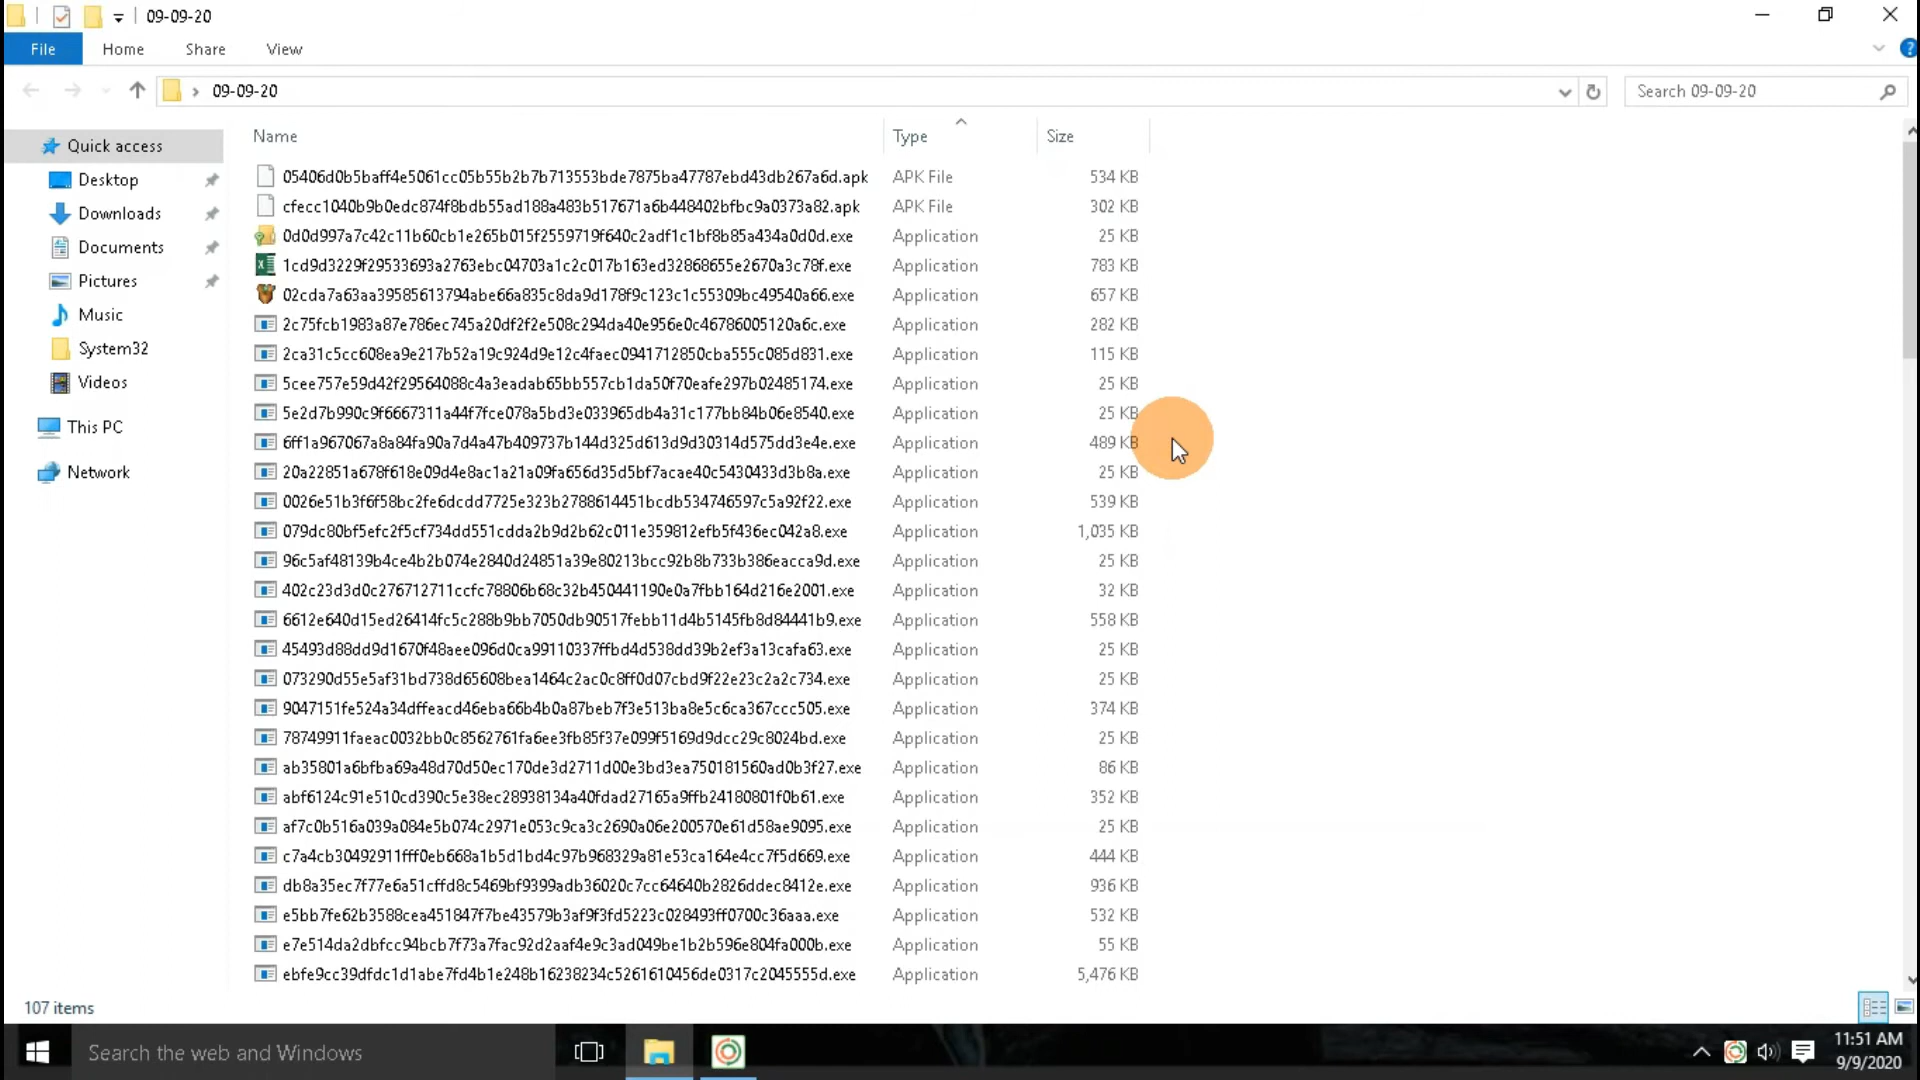 09-09-20
File Home Share View
09-09-20 Search 09-09-20
Name Type Size
Quick access
Desktop
Downloads
Documents
Pictures
Music
System32
Videos
This PC
Network
05406d0b5baff4e5061cc05b55b2b7b713553bde7875ba47787ebd43db267a6d.apk APK File 534 KB
cfecc1040b9b0edc874f8bdb55ad188a483b517671a6b448402bfbc9a0373a82.apk APK File 302 KB
0d0d997a7c42c11b60cb1e265b015f2559719f640c2adf1c1bf8b85a434a0d0d.exe Application 25 KB
1cd9d3229f29533693a2763ebc04703a1c2c017b163ed32868655e2670a3c78f.exe Application 783 KB
02cda7a63aa39585613794abe66a835c8da9d178f9c123c1c55309bc49540a66.exe Application 657 KB
2c75fcb1983a87e786ec745a20df2f2e508c294da40e956e0c46786005120a6c.exe Application 282 KB
2ca31c5cc608ea9e217b52a19c924d9e12c4faec0941712850cba555c085d831.exe Application 115 KB
5cee757e59d42f29564088c4a3eadab65bb557cb1da50f70eafe297b02485174.exe Application 25 KB
5e2d7b990c9f6667311a44f7fce078a5bd3e033965db4a31c177bb84b06e8540.exe Application 25 KB
6ff1a967067a8a84fa90a7d4a47b409737b144d325d613d9d30314d575dd3e4e.exe Application 489 KB
20a22851a678f618e09d4e8ac1a21a09fa656d35d5bf7acae40c5430433d3b8a.exe Application 25 KB
0026e51b3f6f58bc2fe6dcdd7725e323b2788614451bcdb534746597c5a92f22.exe Application 539 KB
079dc80bf5efc2f5cf734dd551cdda2b9d2b62c011e359812efb5f436ec042a8.exe Application 1,035 KB
96c5af48139b4ce4b2b074e2840d24851a39e80213bcc92b8b733b386eacca9d.exe Application 25 KB
402c23d3d0c276712711ccfc78806b68c32b450441190e0a7fbb164d216e2001.exe Application 32 KB
6612e640d15ed26414fc5c288b9bb7050db90517febb11d4b5145fb8d84441b9.exe Application 558 KB
45493d88dd9d1670f48aee096d0ca99110337ffbd4d538dd39b2ef3a13cafa63.exe Application 25 KB
073290d55e5af31bd738d65608bea1464c2ac0c8ff0d07cbd9f22e23c2a2c734.exe Application 25 KB
9047151fe524a34dffeacd46eba66b4b0a87beb7f3e513ba8e5c6ca367ccc505.exe Application 374 KB
78749911faeac0032bb0c8562761fa6ee3fb85f37e099f5169d9dcc29c8024bd.exe Application 25 KB
ab35801a6bfba69a48d70d50ec170de3d2711d00e3bd3ea750181560ad0b3f27.exe Application 86 KB
abf6124c91e510cd390c5e38ec28938134a40fdad27165a9ffb24180801f0b61.exe Application 352 KB
af7c0b516a039a084e5b074c2971e053c9ca3c2690a06e200570e61d58ae9095.exe Application 25 KB
c7a4cb30492911fff0eb668a1b5d1bd4c97b968329a81e53ca164e4cc7f5d669.exe Application 444 KB
db8a35ec7f77e6a51cffd8c5469bf9399adb36020c7cc64640b2826ddec8412e.exe Application 936 KB
e5bb7fe62b3588cea451847f7be43579b3af9f3fd5223c028493ff0700c36aaa.exe Application 532 KB
e7e514da2dbfcc94bcb7f73a7fac92d2aaf4e9c3ad049be1b2b596e804fa000b.exe Application 55 KB
ebfe9cc39dfdc1d1abe7fd4b1e248b16238234c5261610456de0317c2045555d.exe Application 5,476 KB
107 items
Search the web and Windows
11:51 AM
9/9/2020